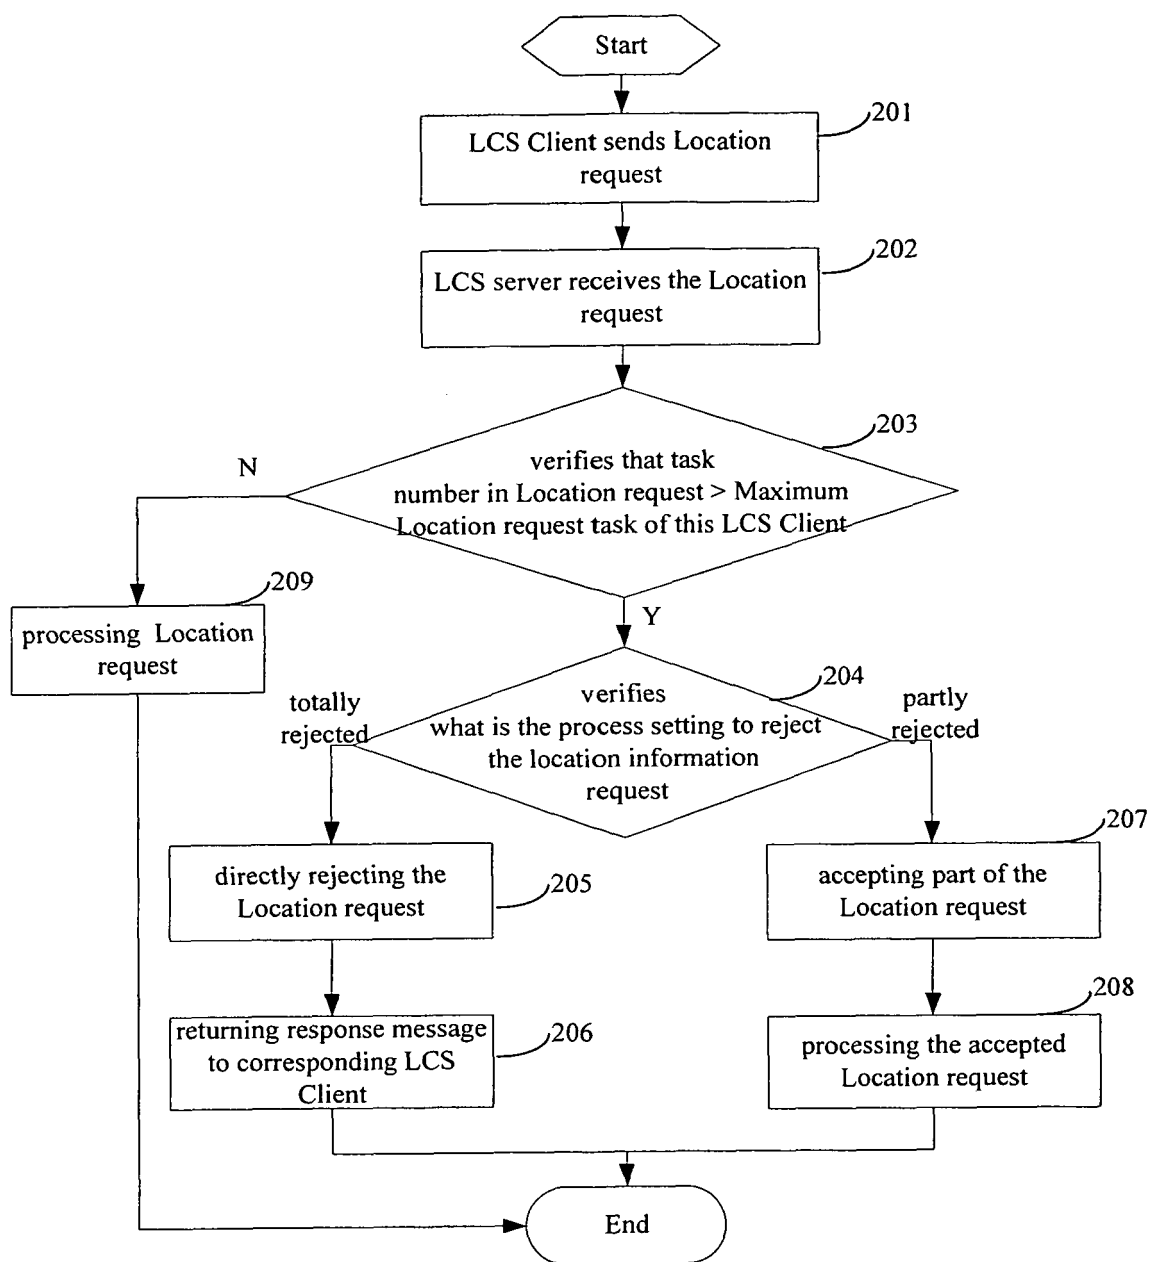 Start
201
LCS Client sends Location
request
202
LCS server receives the Location
request
203
N
verifies that task
number in Location request > Maximum
Location request task of this LCS Client
209
processing Location
request
Y
204
totally
rejected
verifies
what is the process setting to reject
the location information
request
partly
rejected
207
directly rejecting the
Location request
205
accepting part of the
Location request
208
returning response message
to corresponding LCS
Client
206
processing the accepted
Location request
End